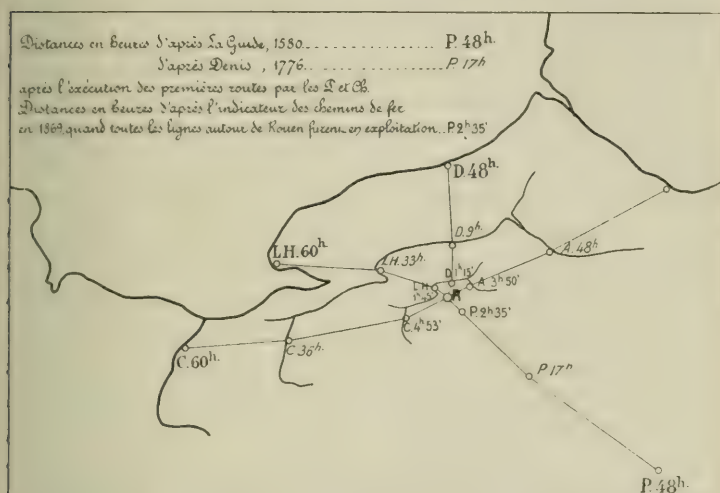 Distances en heures d'après La Guide, 1580 P. 48h.
d'après Denis, 1776 P. 17h
après l'exécution des premières routes par les P. et Ch.
Distances en heures d'après l'indicateur des chemins de fer
en 1869, quand toutes les lignes autour de Rouen furent en exploitation.. P. 2h 35'
D. 48h.
D. 9h.
A. 48h.
LH. 60h.
LH. 33h.
D. 1h 15'
A 3h 50'
LH
1h 45'
R
P. 2h 35'
C. 4h 53'
C. 36h.
C. 60h.
P. 17h
P. 48h.